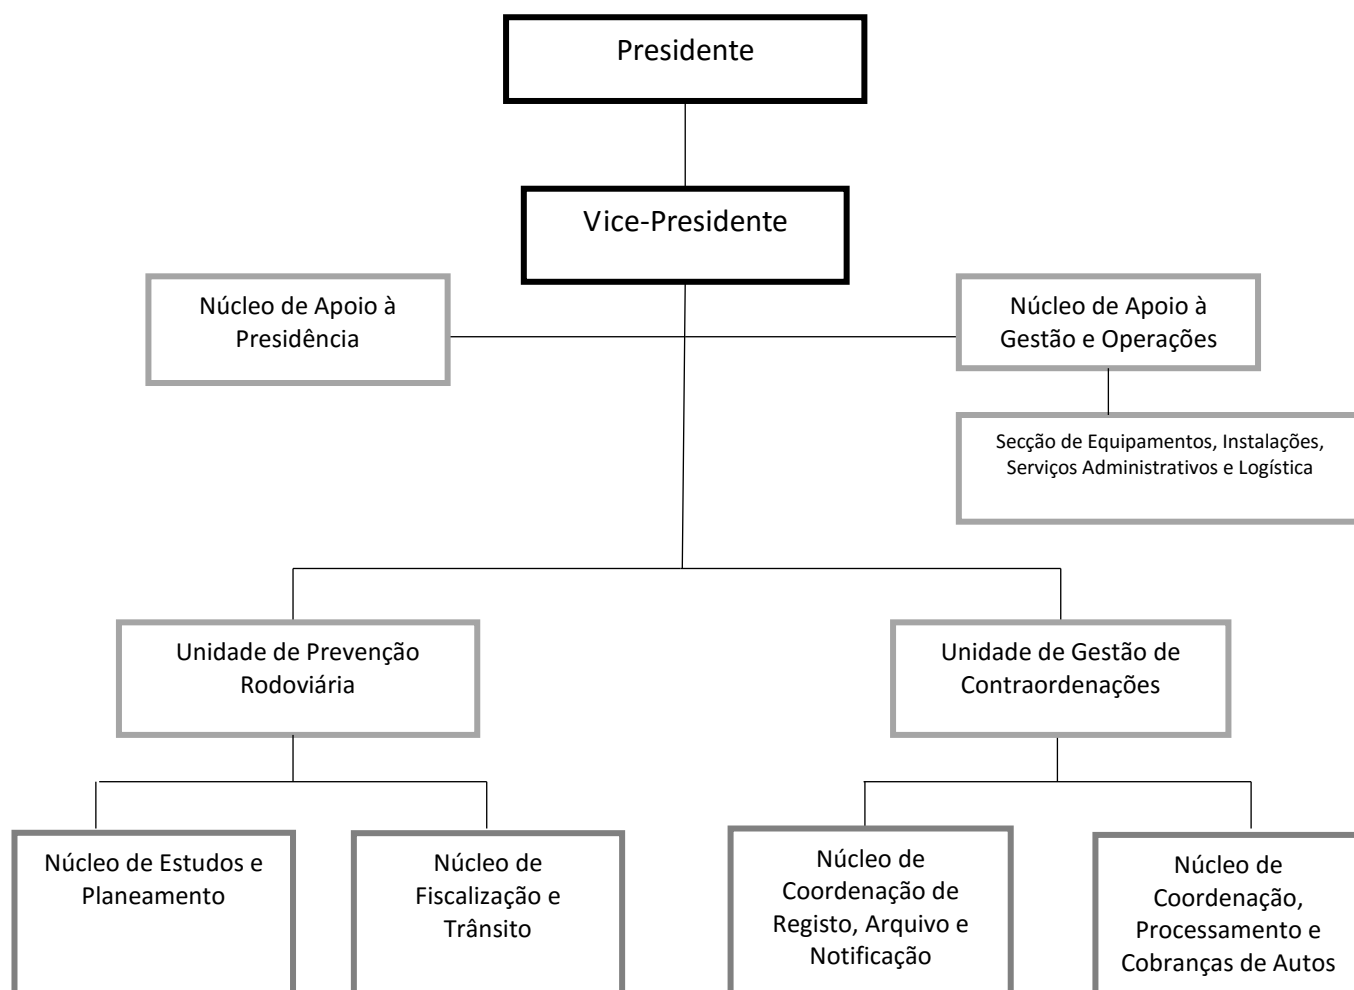 Presidente
Vice-Presidente
Núcleo de Apoio à
Presidência
Núcleo de Apoio à
Gestão e Operações
Secção de Equipamentos, Instalações,
Serviços Administrativos e Logística
Unidade de Prevenção
Rodoviária
Unidade de Gestão de
Contraordenações
Núcleo de Estudos e
Planeamento
Núcleo de
Fiscalização e
Trânsito
Núcleo de
Coordenação de
Registo, Arquivo e
Notificação
Núcleo de
Coordenação,
Processamento e
Cobranças de Autos